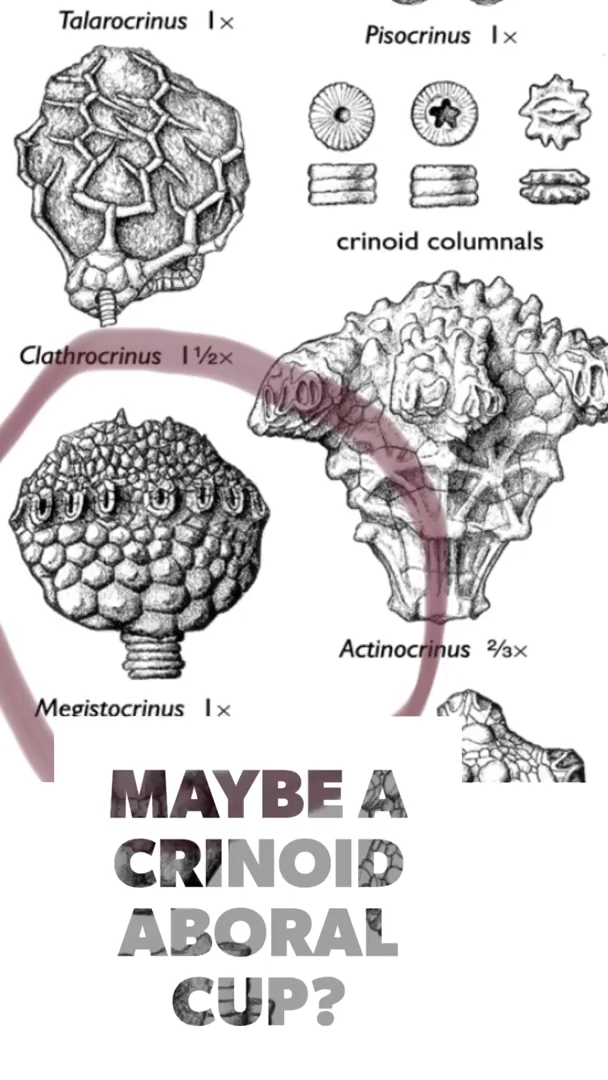 Talarocrinus 1×
Pisocrinus 1×
crinoid columnals
Clathrocrinus 1½×
Actinocrinus ⅔×
Megistocrinus 1×
MAYBE A
CRINOID
ABORAL
CUP?